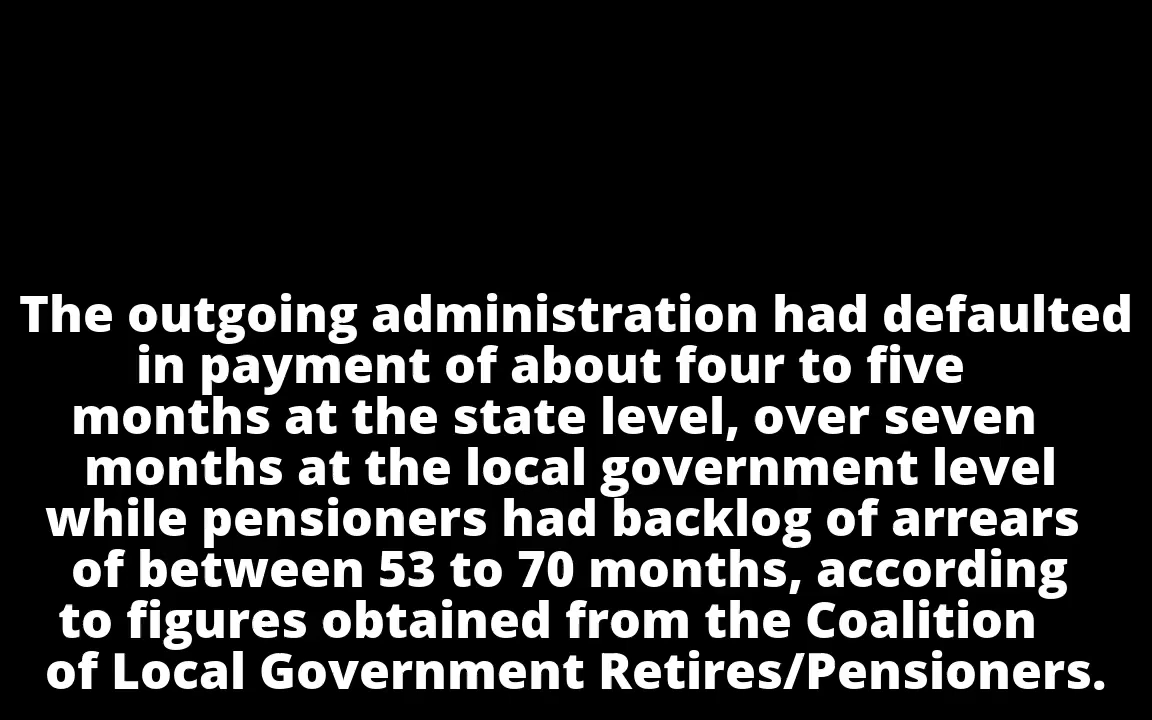 The outgoing administration had defaulted
in payment of about four to five
months at the state level, over seven
months at the local government level
while pensioners had backlog of arrears
of between 53 to 70 months, according
to figures obtained from the Coalition
of Local Government Retires/Pensioners.